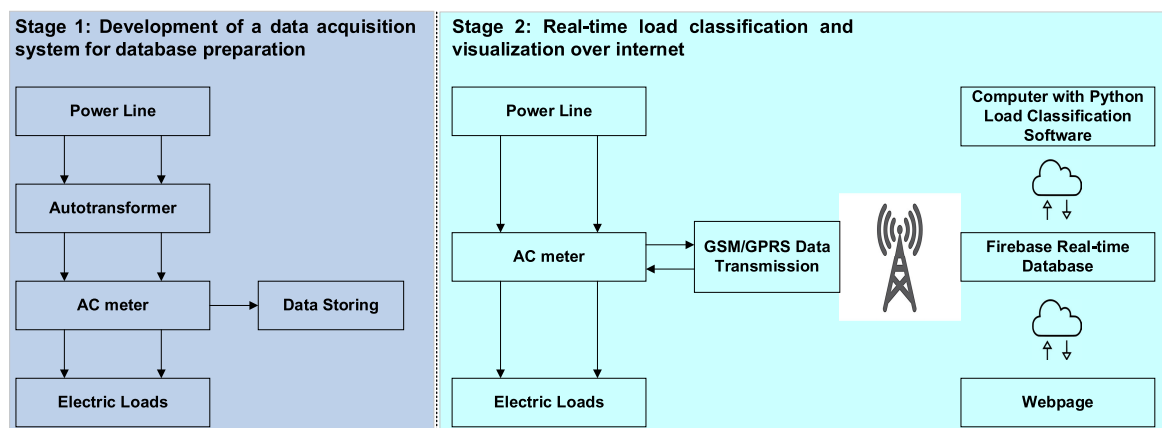 Stage 1: Development of a data acquisition
system for database preparation
Power Line
Autotransformer
AC meter
Data Storing
Electric Loads
Stage 2: Real-time load classification and
visualization over internet
Power Line
AC meter
GSM/GPRS Data
Transmission
Electric Loads
Computer with Python
Load Classification
Software
Firebase Real-time
Database
Webpage